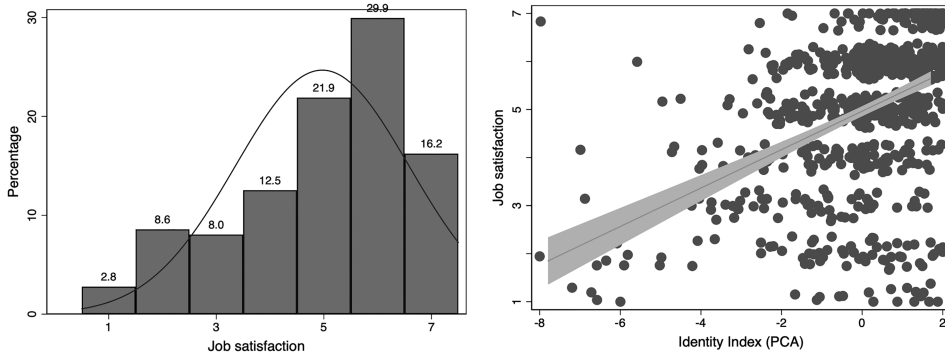 30
20
10
0
Percentage
2.8
8.6
8.0
12.5
21.9
29.9
16.2
1 3 5 7
Job satisfaction
7
5
3
1
Job satisfaction
-8 -6 -4 -2 0 2
Identity Index (PCA)